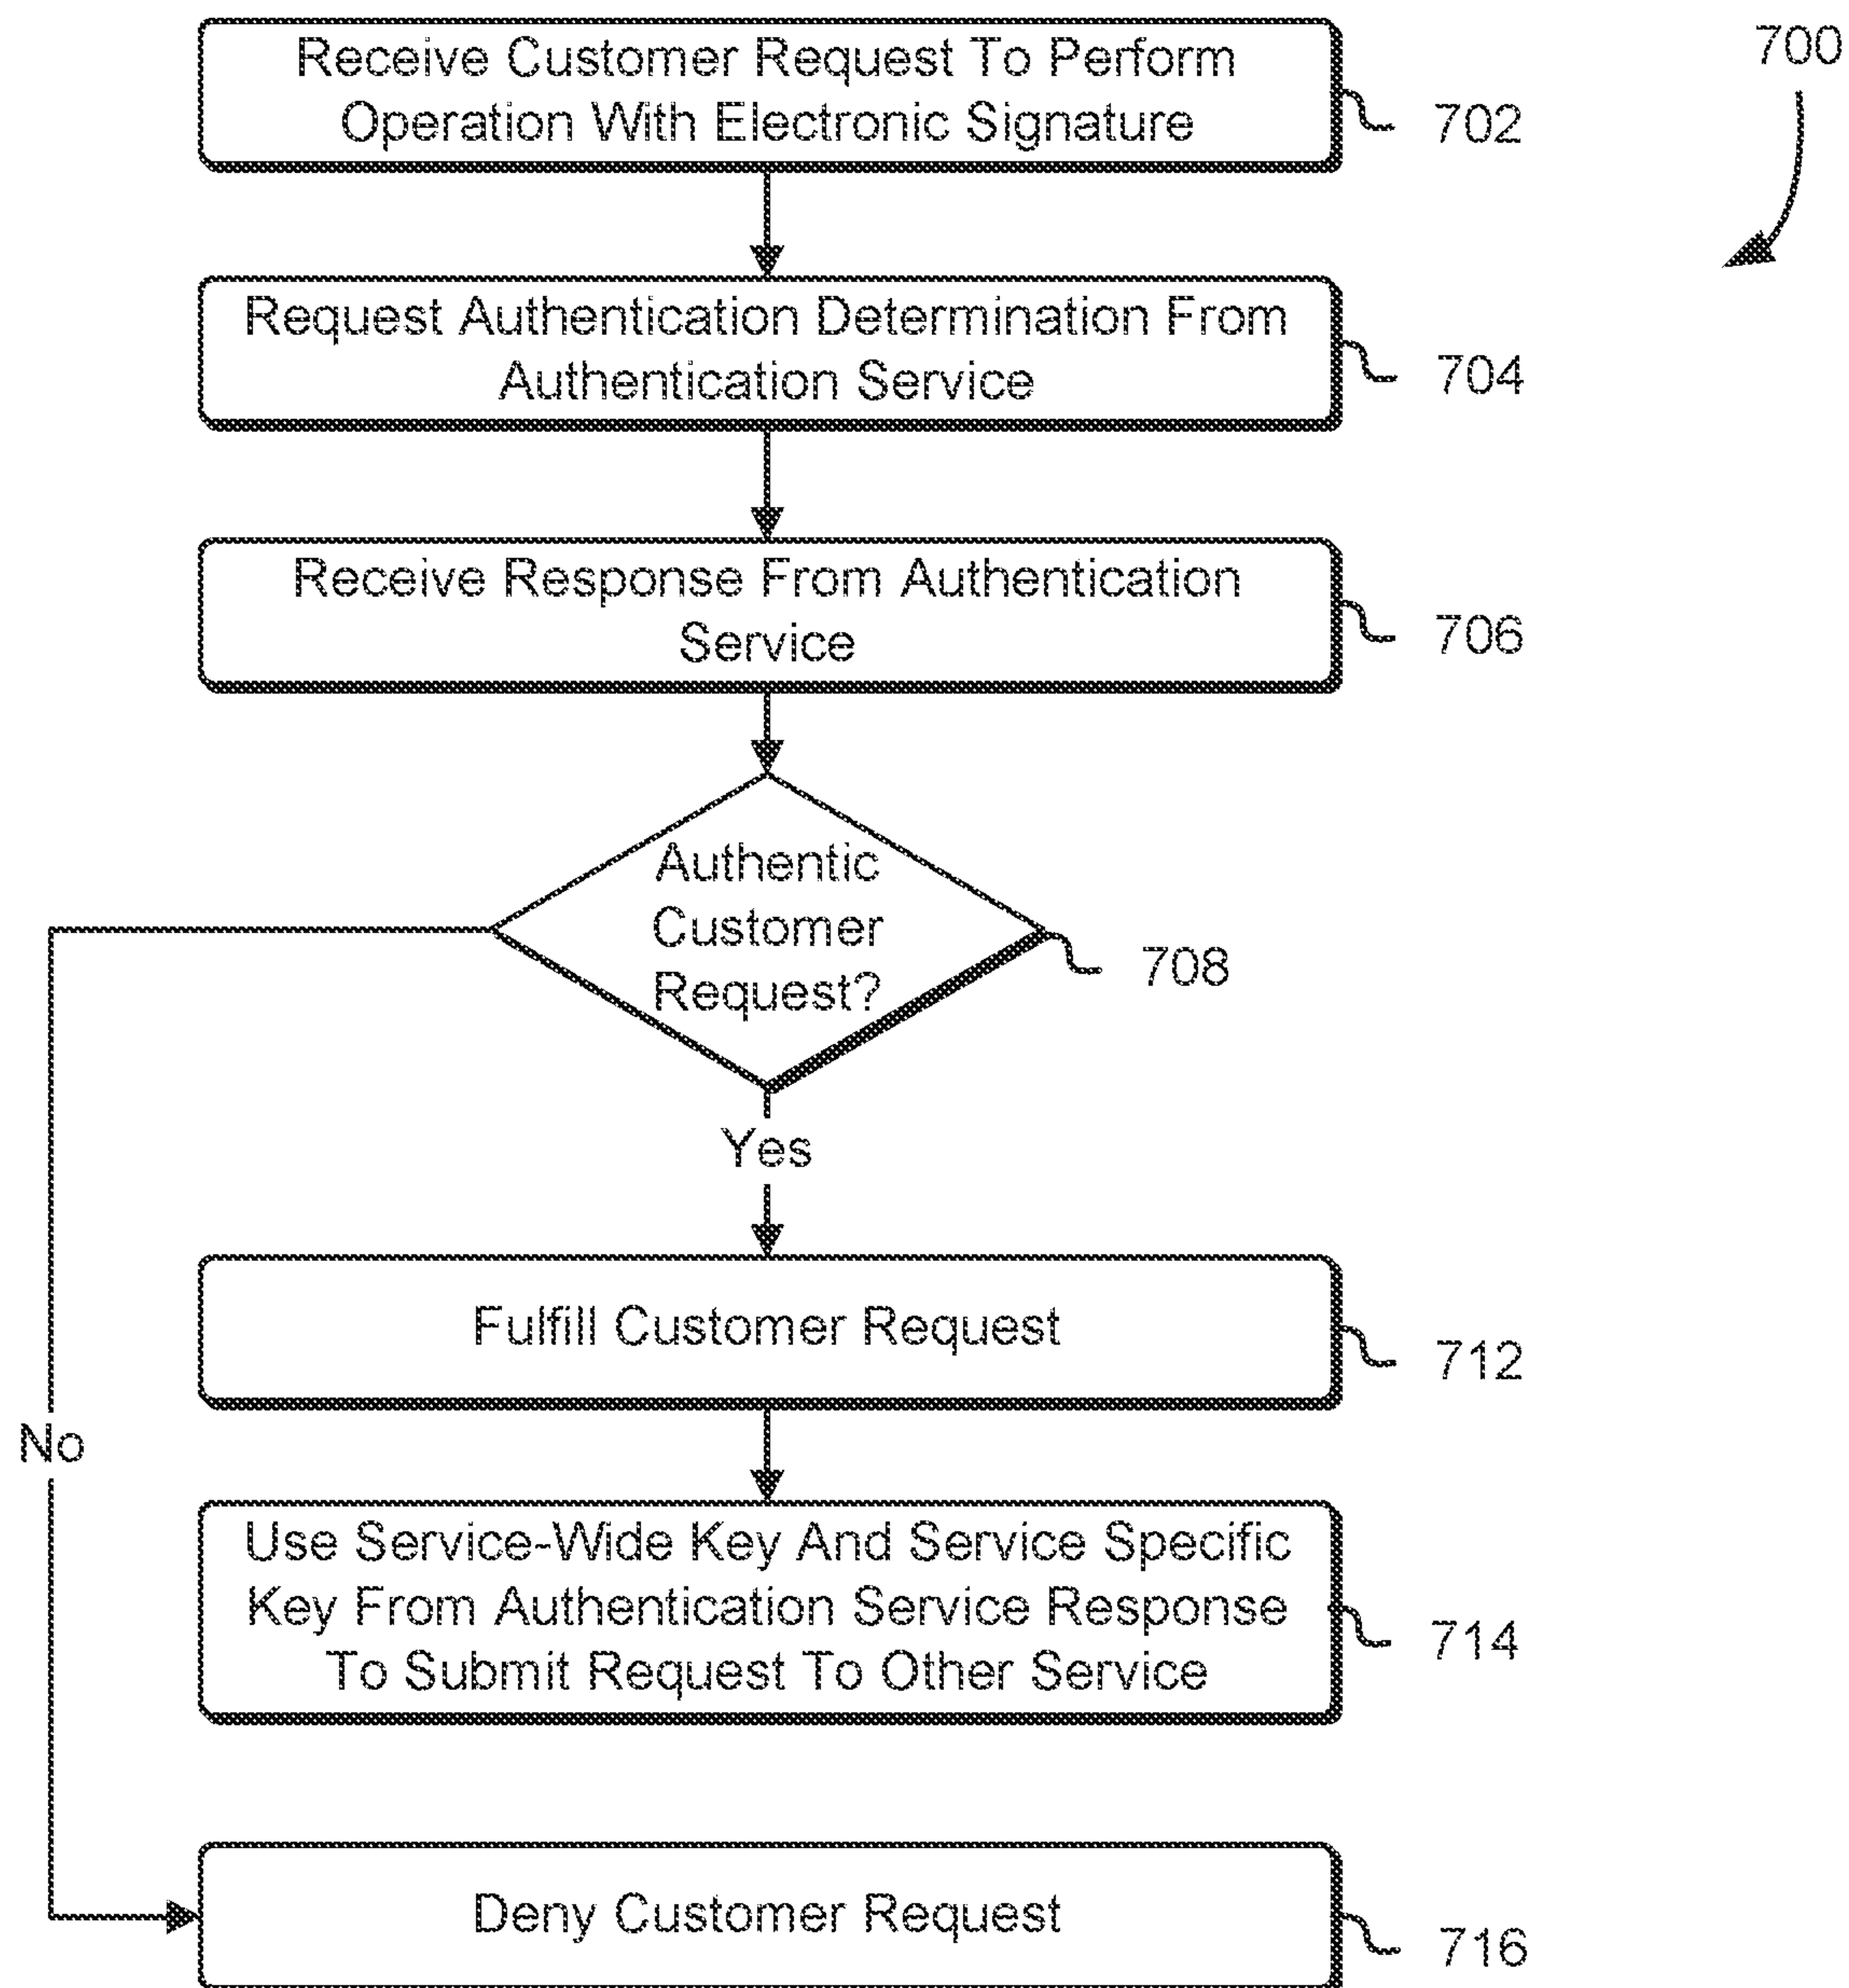 700
Receive Customer Request To Perform
Operation With Electronic Signature
702
Request Authentication Determination From
Authentication Service
704
Receive Response From Authentication
Service
706
Authentic
Customer
Request?
708
Yes
Fulfill Customer Request
712
No
Use Service-Wide Key And Service Specific
Key From Authentication Service Response
To Submit Request To Other Service
714
Deny Customer Request
716